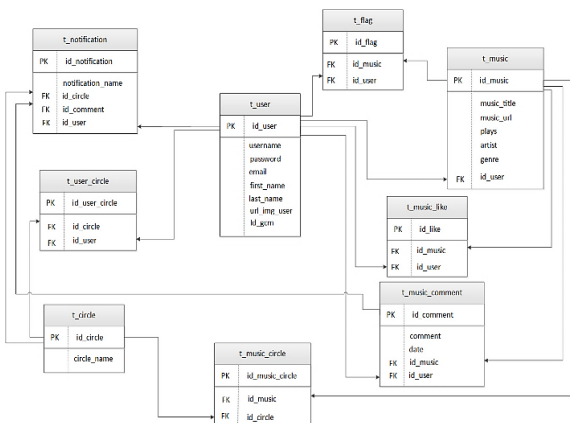 t_notification
PK id_notification
notification_name
FK id_circle
FK id_comment
FK id_user
t_flag
PK id_flag
FK id_music
FK id_user
t_music
PK id_music
music_title
music_url
plays
artist
genre
FK id_user
t_user
PK id_user
username
password
email
first_name
last_name
url_img_user
Id_gcm
t_user_circle
PK id_user_circle
FK id_circle
FK id_user
t_music_like
PK id_like
FK id_music
FK id_user
t_music_comment
PK id_comment
comment
date
FK id_music
FK id_user
t_circle
PK id_circle
circle_name
t_music_circle
PK id_music_circle
FK id_music
FK id_circle